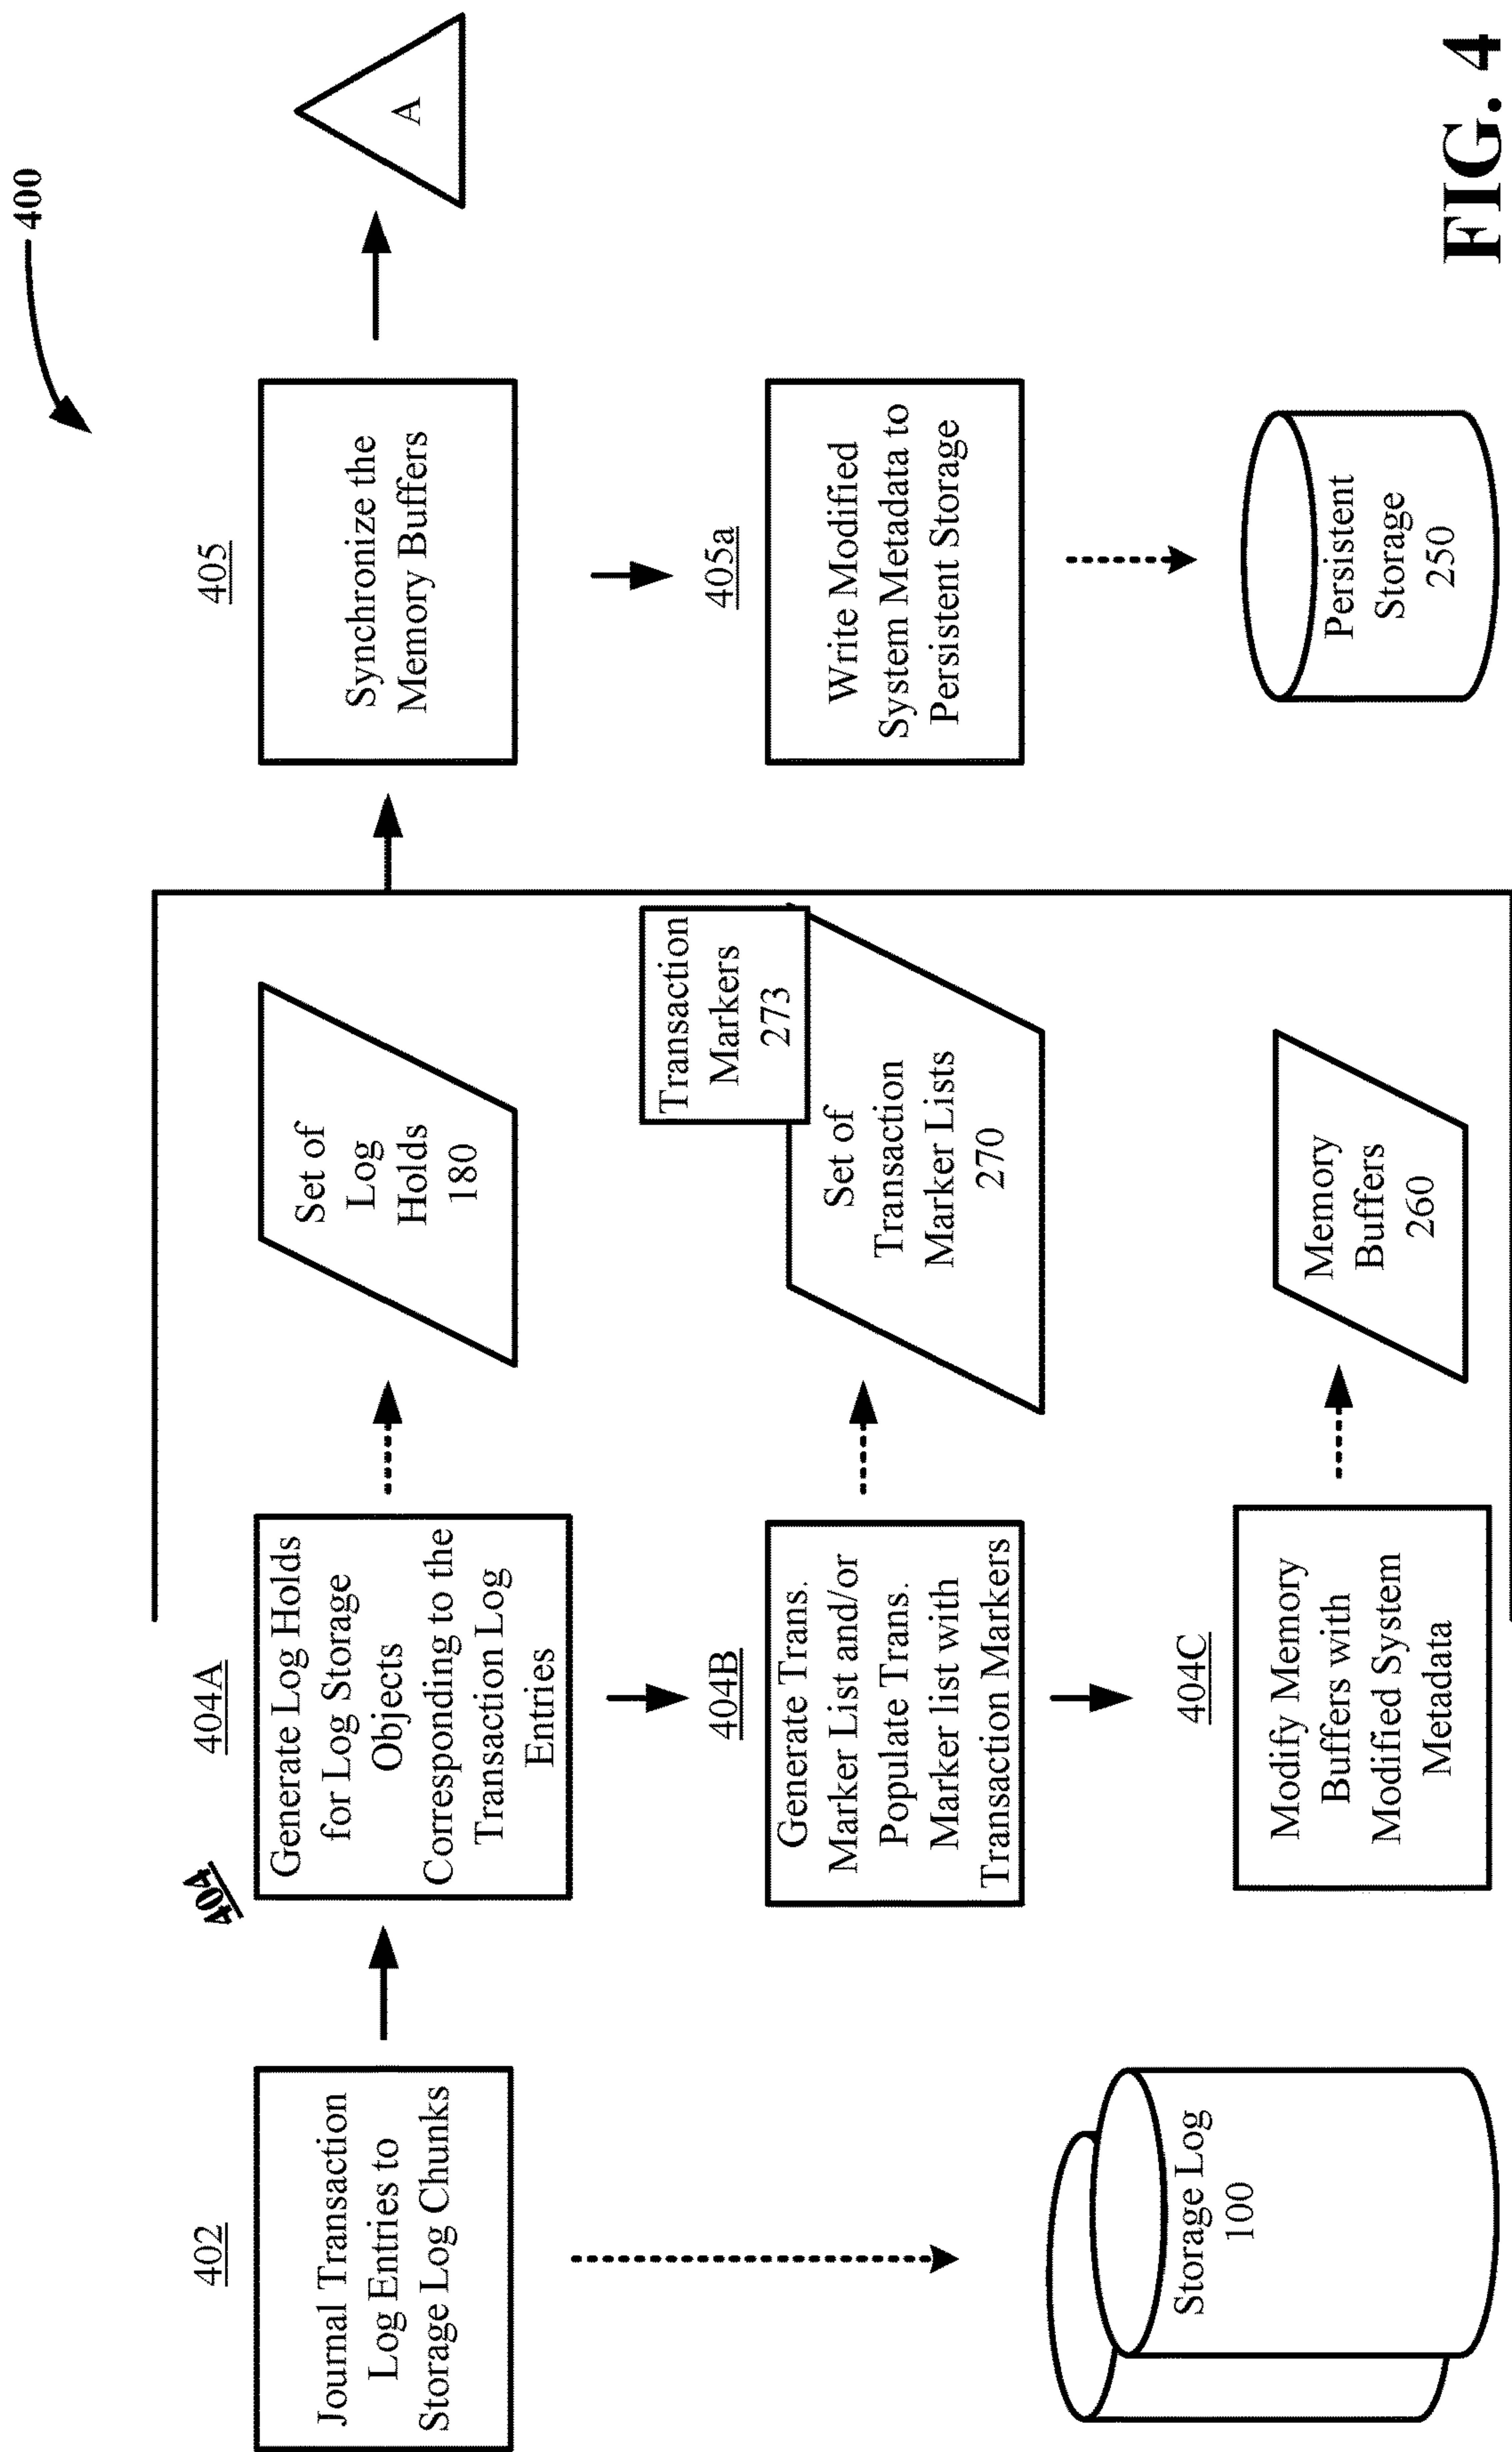 400
402
Journal Transaction
Log Entries to
Storage Log Chunks
Storage Log
100
404
404A
Generate Log Holds
for Log Storage
Objects
Corresponding to the
Transaction Log
Entries
Set of
Log
Holds
180
404B
Generate Trans.
Marker List and/or
Populate Trans.
Marker list with
Transaction Markers
Transaction
Markers
273
Set of
Transaction
Marker Lists
270
404C
Modify Memory
Buffers with
Modified System
Metadata
Memory
Buffers
260
405
Synchronize the
Memory Buffers
A
405a
Write Modified
System Metadata to
Persistent Storage
Persistent
Storage
250
FIG. 4